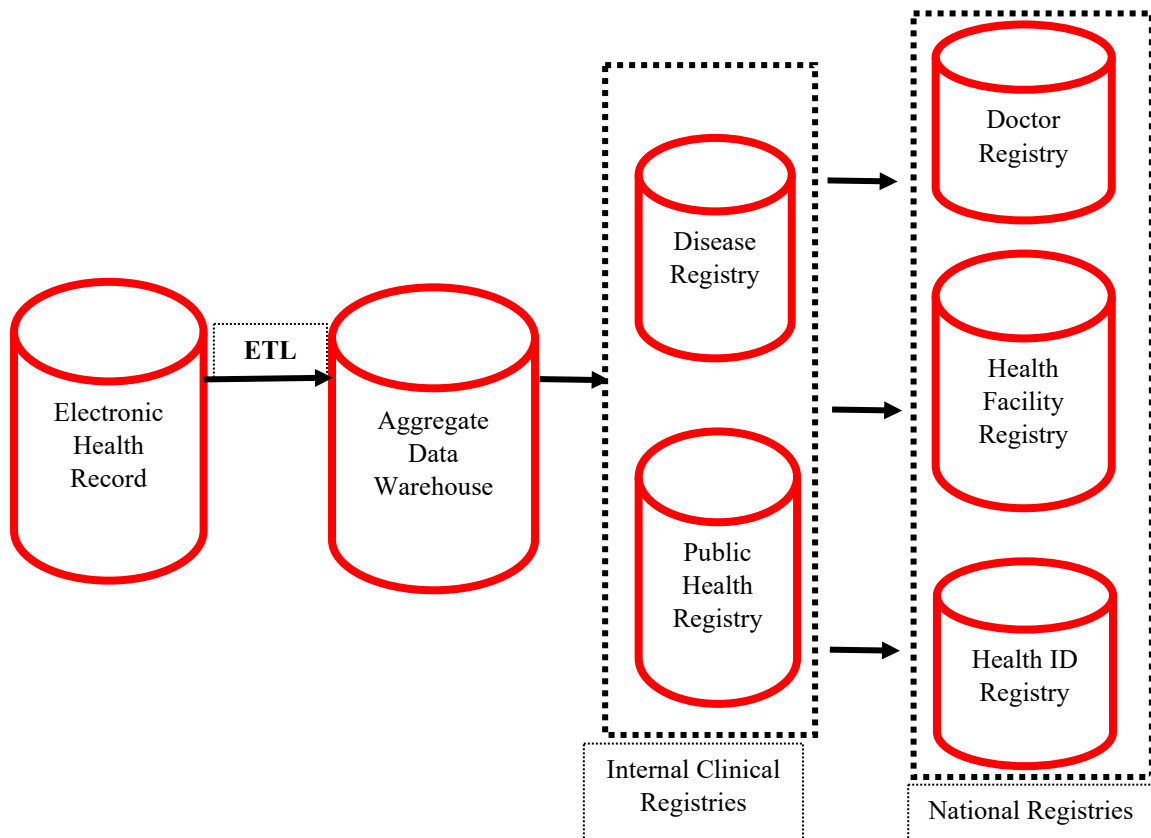 Electronic
Health
Record
ETL
Aggregate
Data
Warehouse
Disease
Registry
Public
Health
Registry
Internal Clinical
Registries
Doctor
Registry
Health
Facility
Registry
Health ID
Registry
National Registries